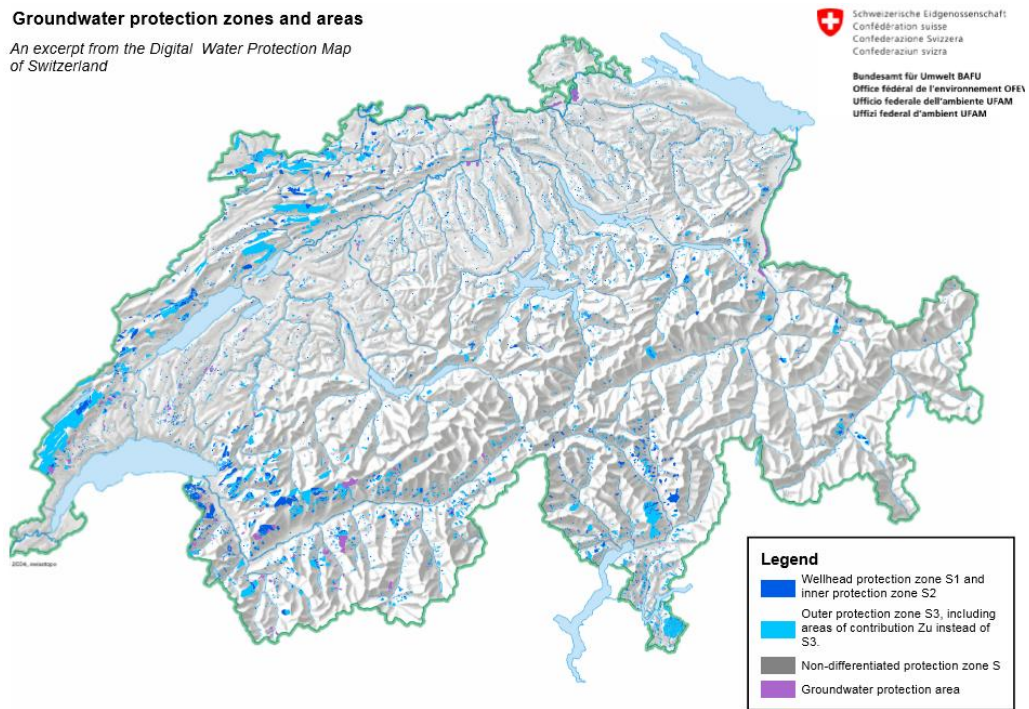 Groundwater protection zones and areas
An excerpt from the Digital Water Protection Map
of Switzerland
Schweizerische Eidgenossenschaft
Confédération suisse
Confederazione Svizzera
Confederaziun svizra
Bundesamt für Umwelt BAFU
Office fédéral de l'environnement OFEV
Ufficio federale dell'ambiente UFAM
Uffizi federal d'ambient UFAM
Legend
Wellhead protection zone S1 and
inner protection zone S2
Outer protection zone S3, including
areas of contribution Zu instead of
S3.
Non-differentiated protection zone S
Groundwater protection area